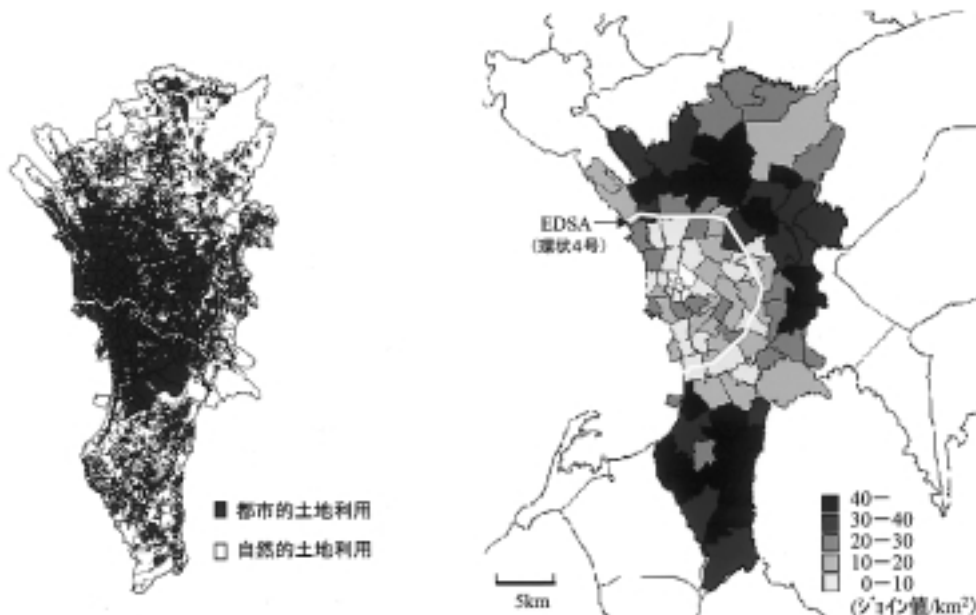 ■ 都市的土地利用
□ 自然的土地利用
EDSA
(環状4号)
5km
40—
30—40
20—30
10—20
0—10
(ジョイン値/km²)